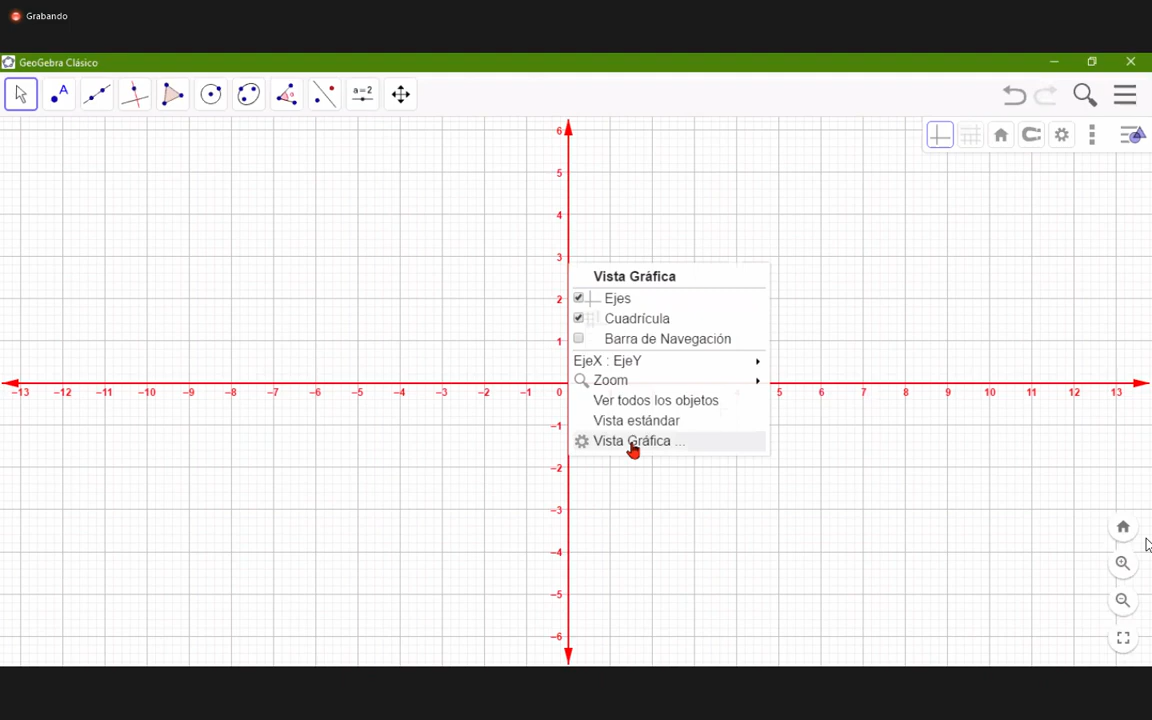 Grabando
GeoGebra Clásico
A
a=2
6
5
4
3
2
1
-13 -12 -11 -10 -9 -8 -7 -6 -5 -4 -3 -2 -1 0 5 6 7 8 9 10 11 12 13
-1
-2
-3
-4
-5
-6
Vista Gráfica
Ejes
Cuadrícula
Barra de Navegación
EjeX : EjeY
Zoom
Ver todos los objetos
Vista estándar
Vista Gráfica ...